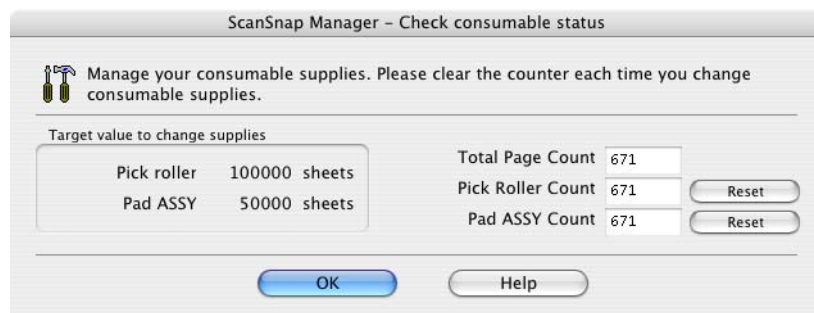 ScanSnap Manager – Check consumable status
Manage your consumable supplies. Please clear the counter each time you change
consumable supplies.
Target value to change supplies
Pick roller 100000 sheets
Pad ASSY 50000 sheets
Total Page Count 671
Pick Roller Count 671 Reset
Pad ASSY Count 671 Reset
OK Help